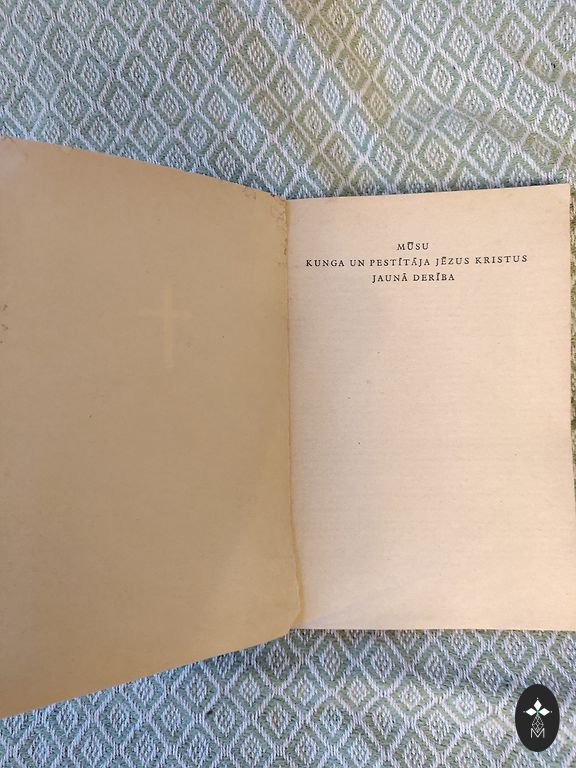 MŪSU
KUNGA UN PESTĪTĀJA JĒZUS KRISTUS
JAUNĀ DERĪBA
M